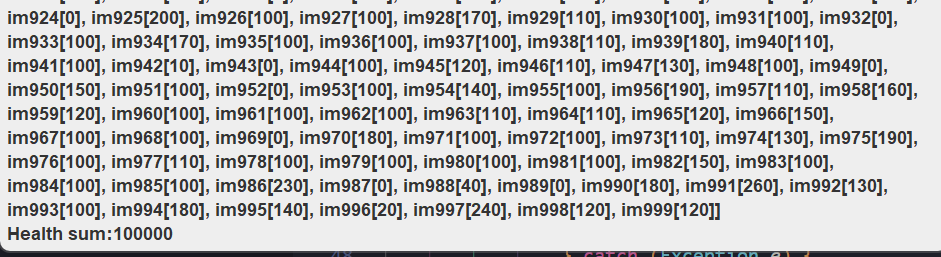 im924[0], im925[200], im926[100], im927[100], im928[170], im929[110], im930[100], im931[100], im932[0],
im933[100], im934[170], im935[100], im936[100], im937[100], im938[110], im939[180], im940[110],
im941[100], im942[10], im943[0], im944[100], im945[120], im946[110], im947[130], im948[100], im949[0],
im950[150], im951[100], im952[0], im953[100], im954[140], im955[100], im956[190], im957[110], im958[160],
im959[120], im960[100], im961[100], im962[100], im963[110], im964[110], im965[120], im966[150],
im967[100], im968[100], im969[0], im970[180], im971[100], im972[100], im973[110], im974[130], im975[190],
im976[100], im977[110], im978[100], im979[100], im980[100], im981[100], im982[150], im983[100],
im984[100], im985[100], im986[230], im987[0], im988[40], im989[0], im990[180], im991[260], im992[130],
im993[100], im994[180], im995[140], im996[20], im997[240], im998[120], im999[120]]
Health sum:100000
48 } catch (Exception e) {